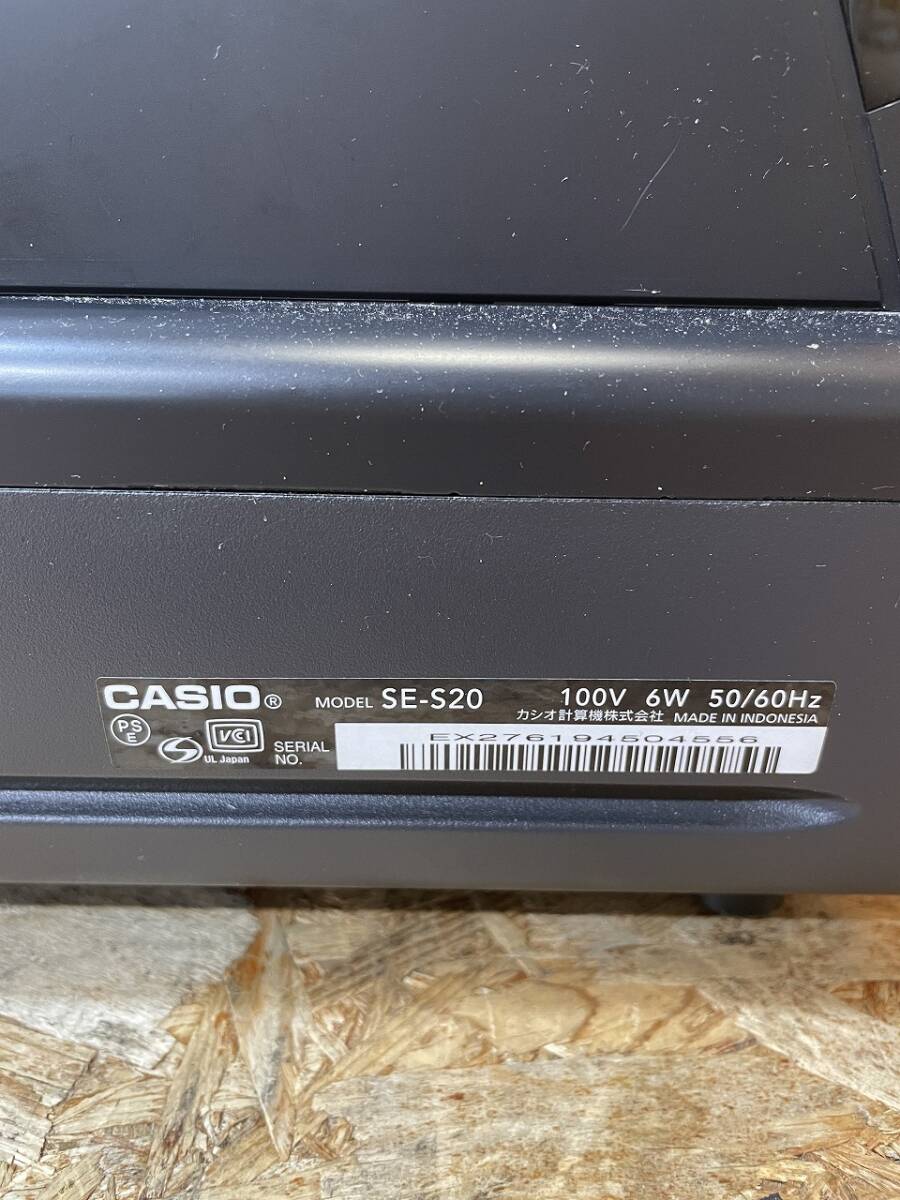 CASIO® MODEL SE-S20 100V 6W 50/60Hz
カシオ計算機株式会社 MADE IN INDONESIA
PS E
VCI
UL Japan
SERIAL NO.
EX276194504556